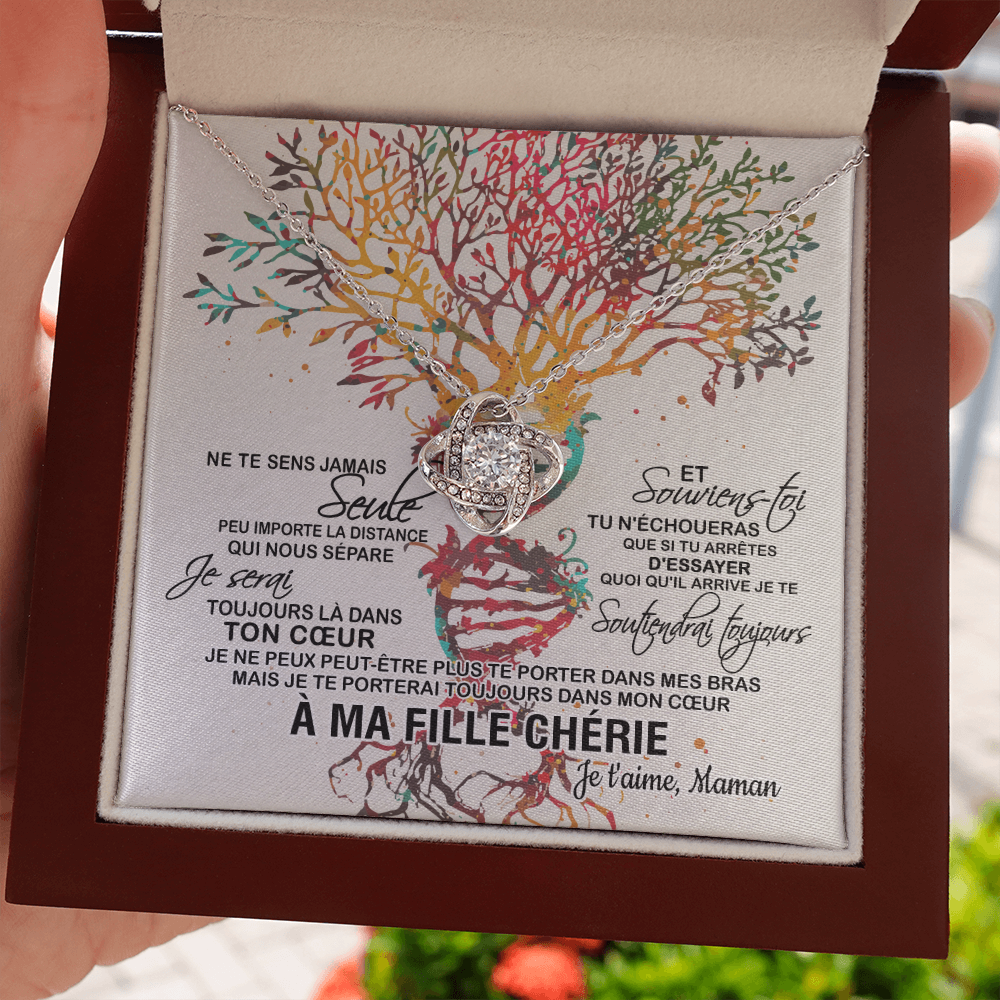 NE TE SENS JAMAIS
Seule
PEU IMPORTE LA DISTANCE
QUI NOUS SÉPARE
Je serai
TOUJOURS LÀ DANS
TON CŒUR
ET
Souviens-toi
TU N'ÉCHOUERAS
QUE SI TU ARRÊTES
D'ESSAYER
QUOI QU'IL ARRIVE JE TE
Soutiendrai toujours
JE NE PEUX PEUT-ÊTRE PLUS TE PORTER DANS MES BRAS
MAIS JE TE PORTERAI TOUJOURS DANS MON CŒUR
À MA FILLE CHÉRIE
Je t'aime, Maman